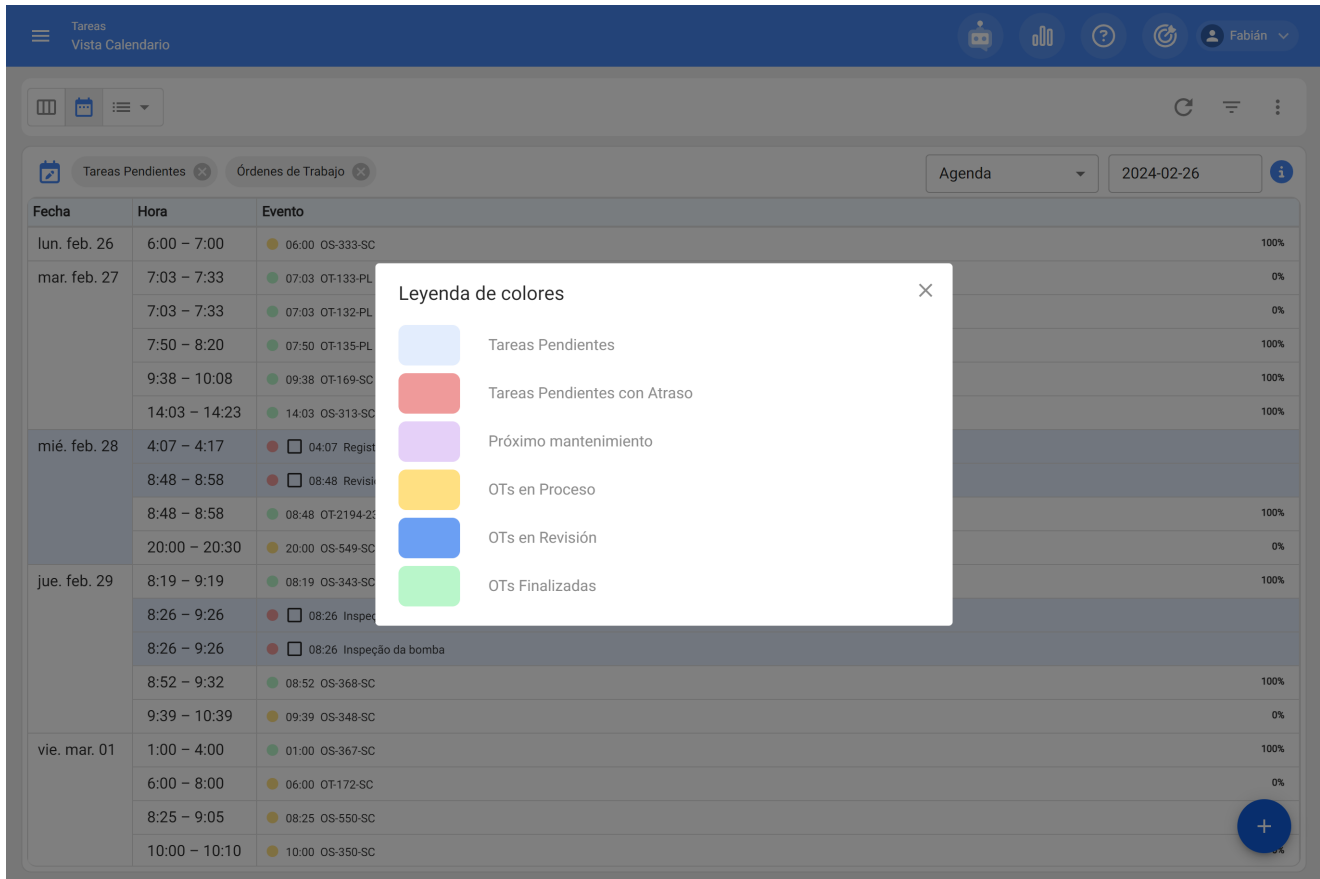 Tareas
Vista Calendario
Fabián
Tareas Pendientes
Órdenes de Trabajo
Agenda
2024-02-26
Fecha Hora Evento
lun. feb. 26 6:00 – 7:00 06:00 OS-333-SC 100%
mar. feb. 27 7:03 – 7:33 07:03 OT-133-PL 0%
7:03 – 7:33 07:03 OT-132-PL 0%
7:50 – 8:20 07:50 OT-135-PL 100%
9:38 – 10:08 09:38 OT-169-SC 100%
14:03 – 14:23 14:03 OS-313-SC 100%
mié. feb. 28 4:07 – 4:17 04:07 Regist
8:48 – 8:58 08:48
8:48 – 8:58 08:48 OT-2194-23 100%
20:00 – 20:30 20:00 OS-549-SC 0%
jue. feb. 29 8:19 – 9:19 08:19 OS-343-SC 100%
8:26 – 9:26 08:26 Inspec
8:26 – 9:26 08:26 Inspeção da bomba
8:52 – 9:32 08:52 OS-368-SC 100%
9:39 – 10:39 09:39 OS-348-SC 0%
vie. mar. 01 1:00 – 4:00 01:00 OS-367-SC 100%
6:00 – 8:00 06:00 OT-172-SC 0%
8:25 – 9:05 08:25 OS-550-SC
10:00 – 10:10 10:00 OS-350-SC
Leyenda de colores
Tareas Pendientes
Tareas Pendientes con Atraso
Próximo mantenimiento
OTs en Proceso
OTs en Revisión
OTs Finalizadas